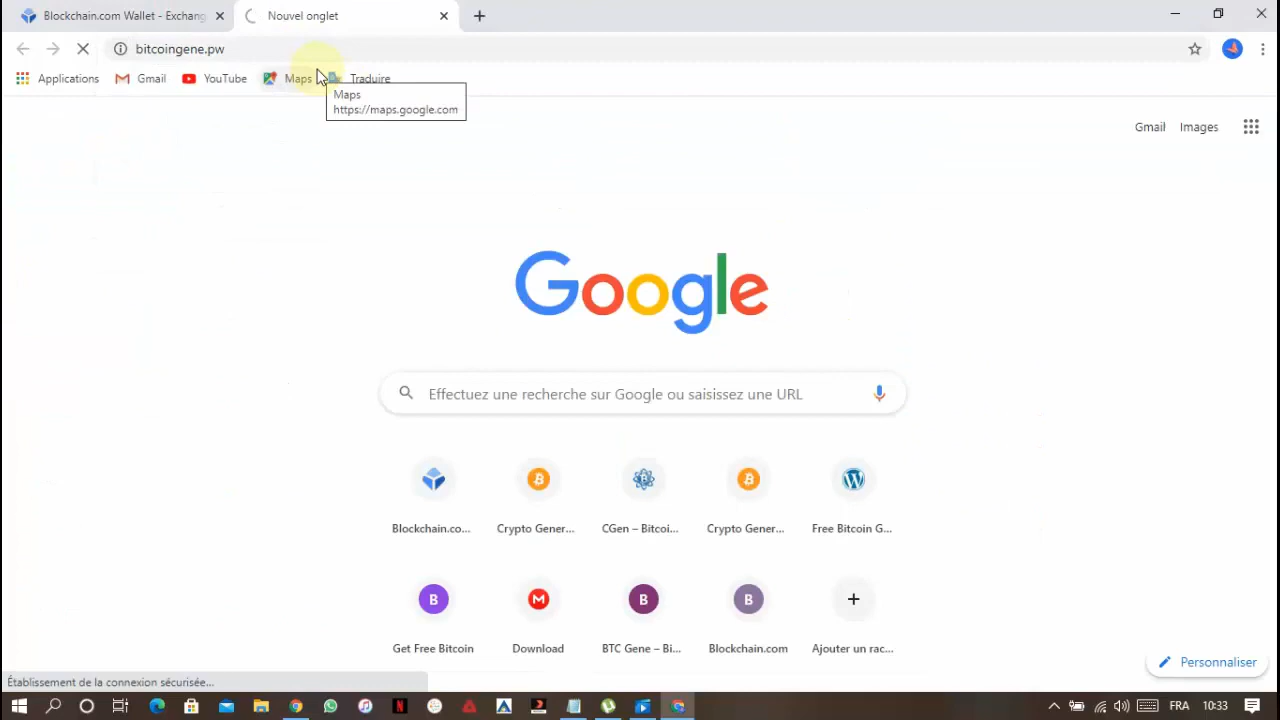 Blockchain.com Wallet - Exchang
Nouvel onglet
bitcoingene.pw
Applications
Gmail
YouTube
Maps
Traduire
Maps
https://maps.google.com
Gmail
Images
Google
Effectuez une recherche sur Google ou saisissez une URL
Blockchain.co...
Crypto Gener...
CGen – Bitcoi...
Crypto Gener...
Free Bitcoin G...
B
B
B
Get Free Bitcoin
Download
BTC Gene – Bi...
Blockchain.com
Ajouter un rac...
Personnaliser
Établissement de la connexion sécurisée...
FRA
10:33